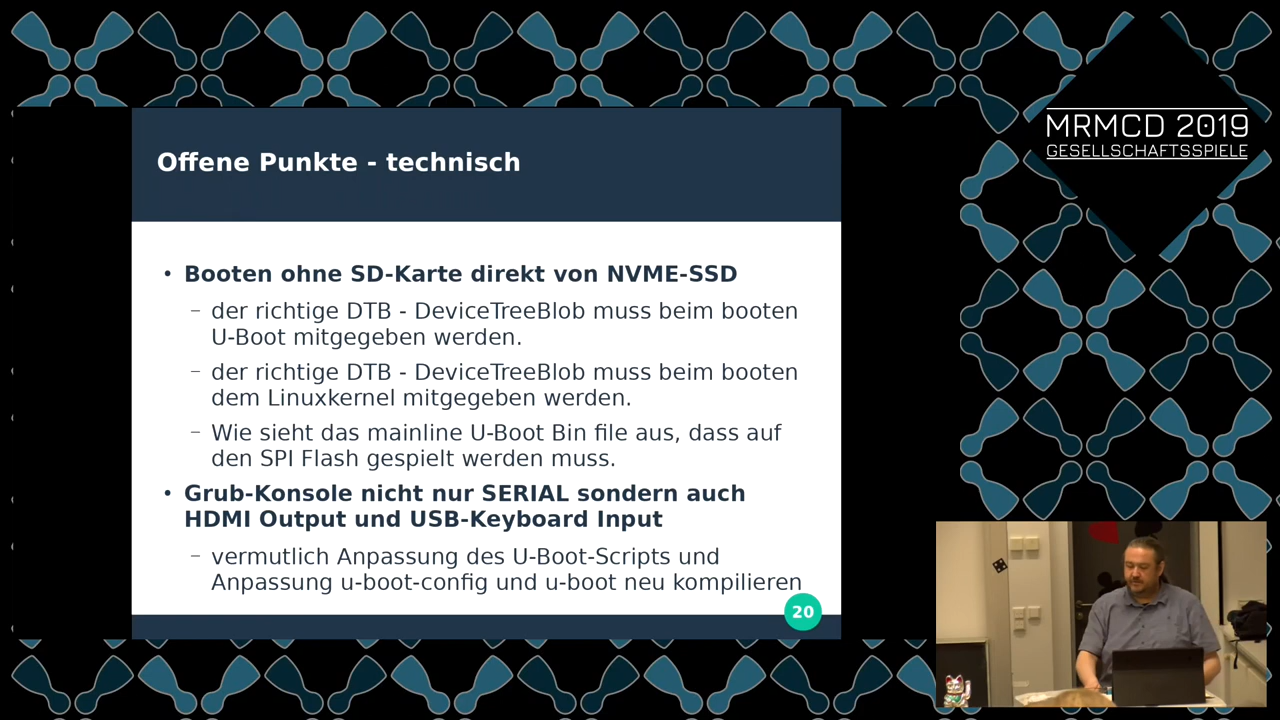 MRMCD 2019
GESELLSCHAFTSSPIELE
Offene Punkte - technisch
• Booten ohne SD-Karte direkt von NVME-SSD
– der richtige DTB - DeviceTreeBlob muss beim booten
U-Boot mitgegeben werden.
– der richtige DTB - DeviceTreeBlob muss beim booten
dem Linuxkernel mitgegeben werden.
– Wie sieht das mainline U-Boot Bin file aus, dass auf
den SPI Flash gespielt werden muss.
• Grub-Konsole nicht nur SERIAL sondern auch
HDMI Output und USB-Keyboard Input
– vermutlich Anpassung des U-Boot-Scripts und
Anpassung u-boot-config und u-boot neu kompilieren
20